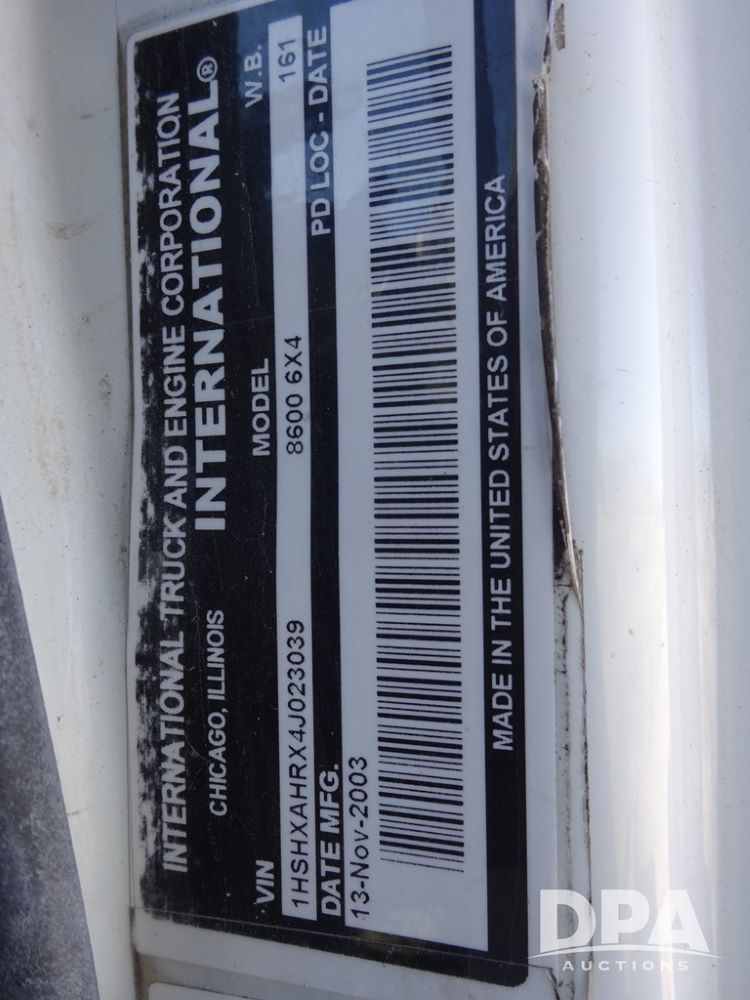 INTERNATIONAL TRUCK AND ENGINE CORPORATION
CHICAGO, ILLINOIS INTERNATIONAL®
VIN MODEL W.B.
1HSHXAHRX4J023039 8600 6X4 161
DATE MFG. PD LOC - DATE
13-Nov-2003
MADE IN THE UNITED STATES OF AMERICA
DPA
AUCTIONS